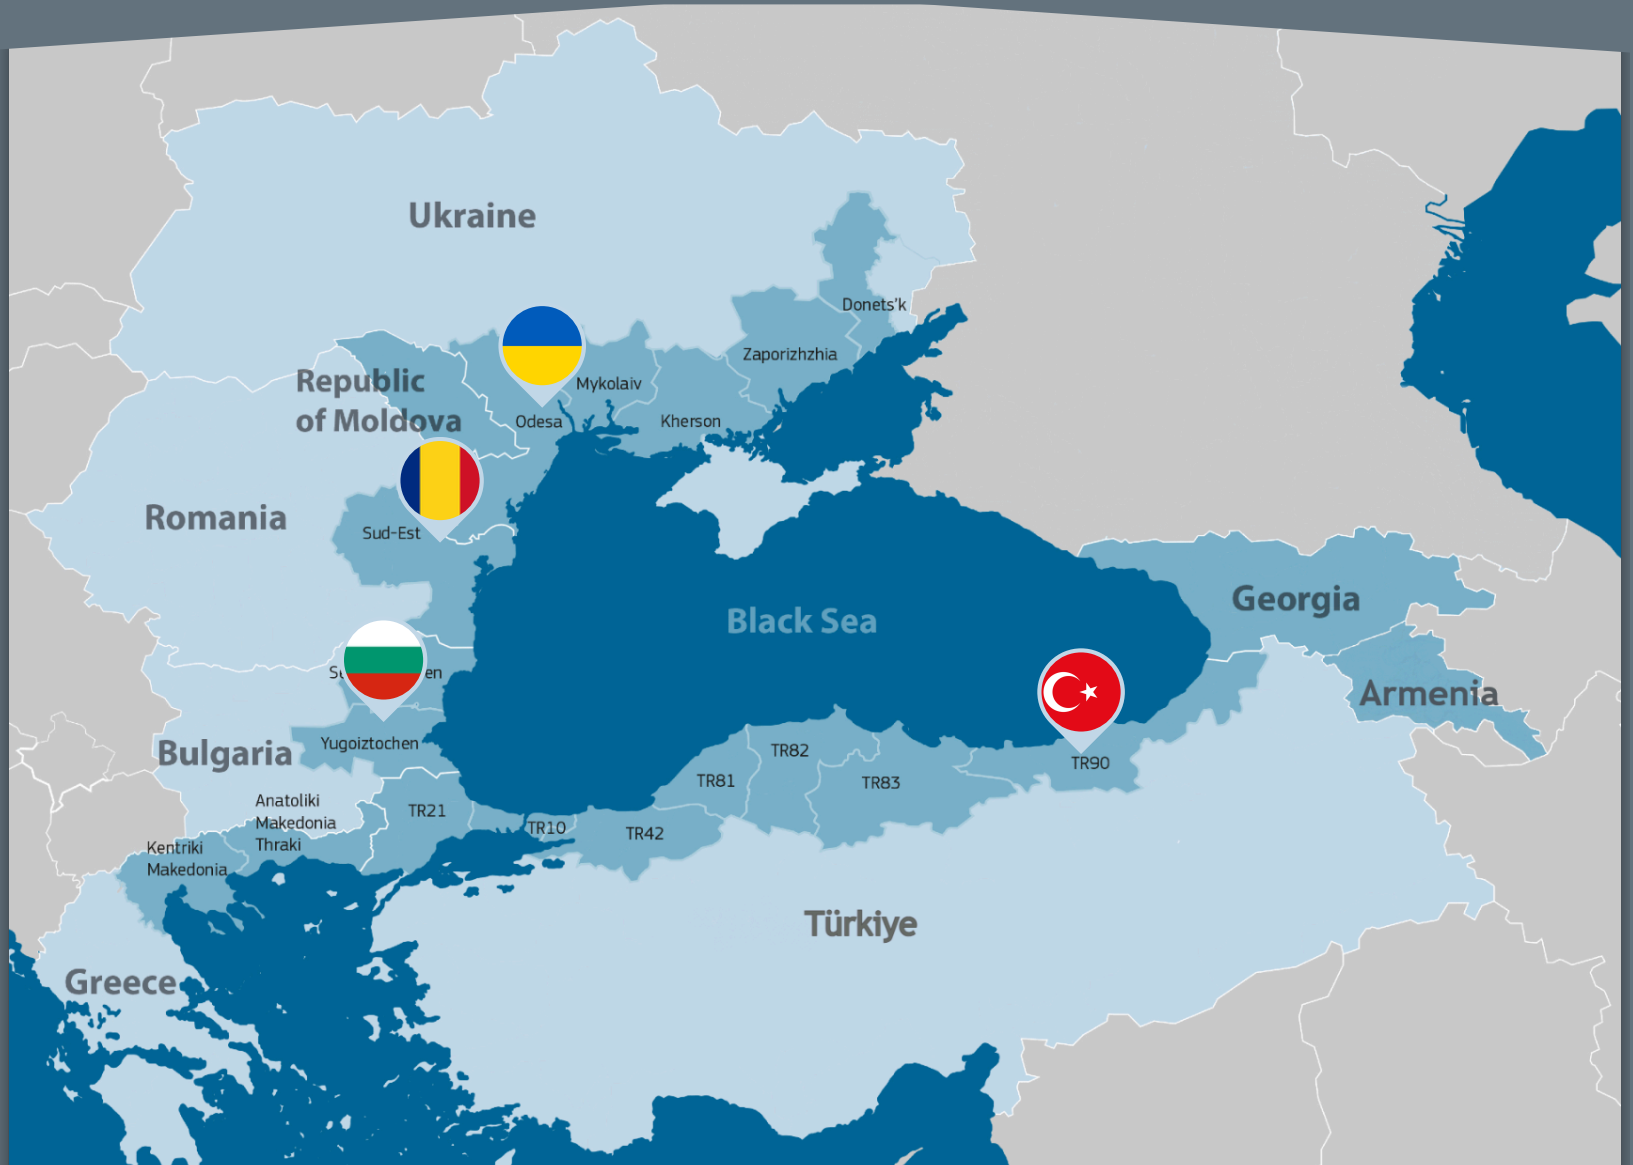 Ukraine
Donets'k
Zaporizhzhia
Republic
of Moldova
Mykolaiv
Odesa
Kherson
Romania
Sud-Est
Georgia
Black Sea
en
Armenia
Bulgaria
Yugoiztochen
TR82
TR90
TR81
TR83
Anatoliki
Makedonia
Thraki
TR21
TR10
TR42
Kentriki
Makedonia
Türkiye
Greece